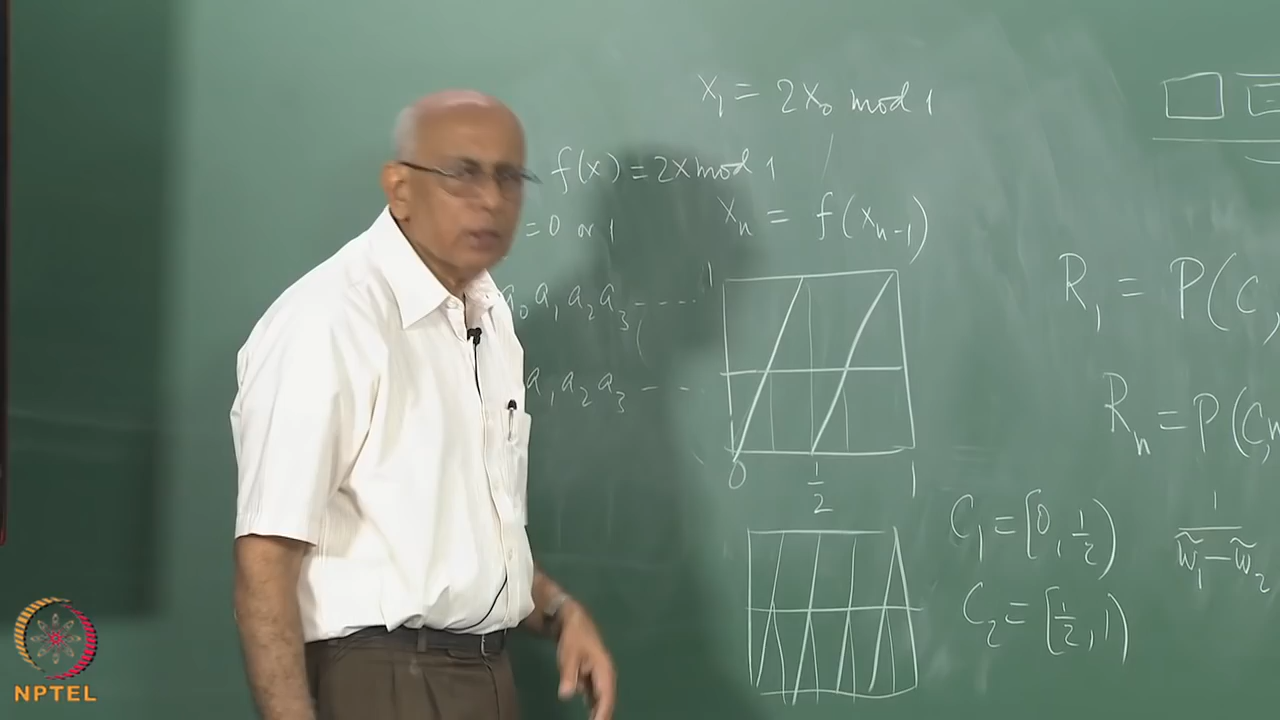 x₁ = 2x₀ mod 1
f(x) = 2x mod 1
= 0 or 1
xₙ = f(xₙ₋₁)
a₀ a₁ a₂ a₃ - - . . . .
a₁ a₂ a₃ - - -
1
0 1/2 1
R₁ = P(C,
Rₙ = P(C,
C₁ = [0, 1/2)
C₂ = [1/2, 1)
1/(w̃₁ - w̃₂
NPTEL